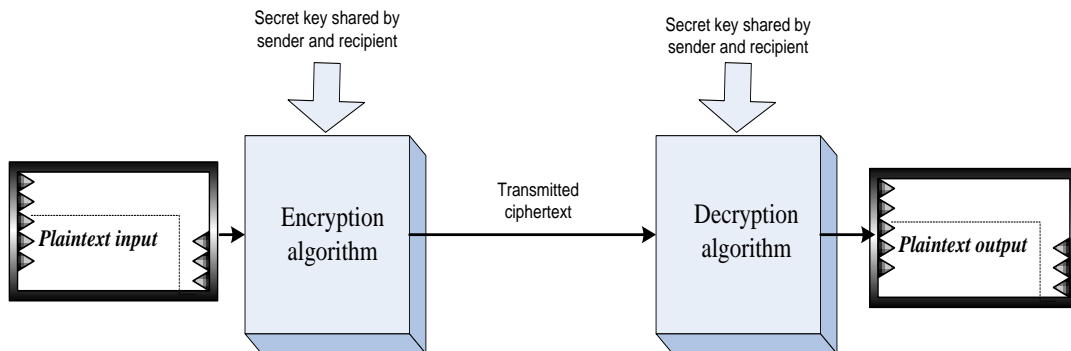 Secret key shared by
sender and recipient
Secret key shared by
sender and recipient
Plaintext input
Encryption
algorithm
Transmitted
ciphertext
Decryption
algorithm
Plaintext output